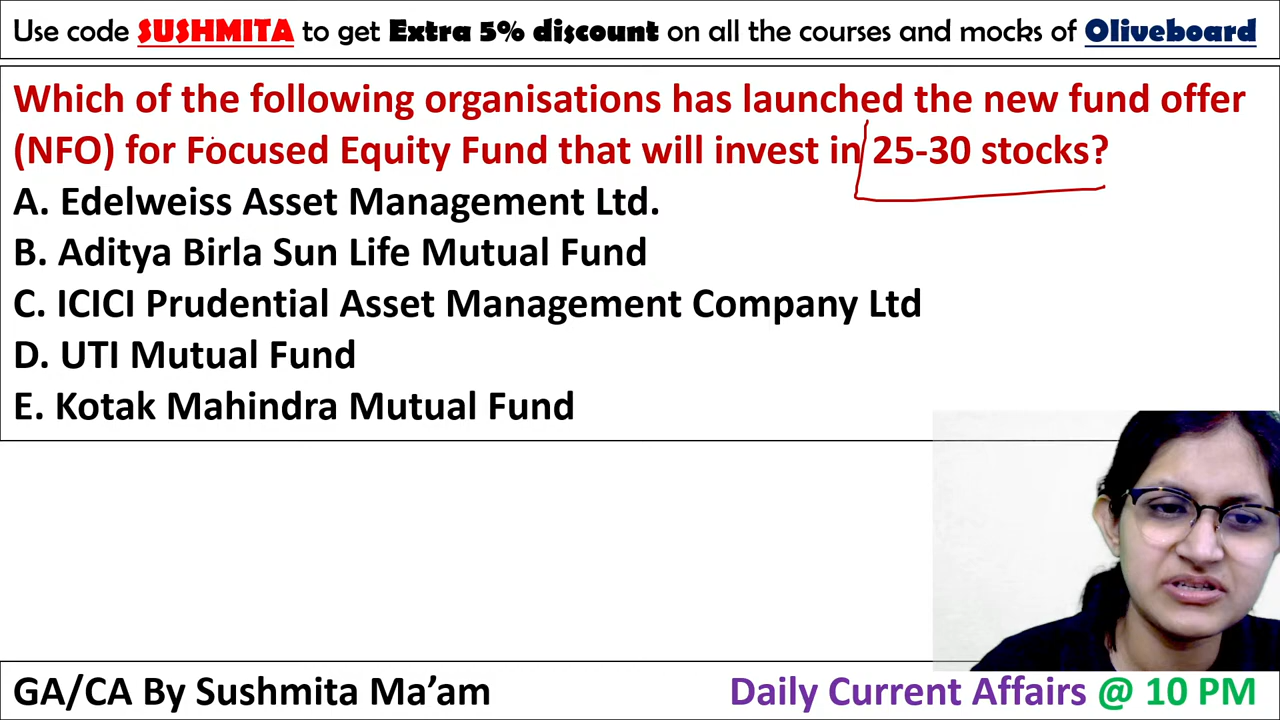 Use code SUSHMITA to get Extra 5% discount on all the courses and mocks of Oliveboard
Which of the following organisations has launched the new fund offer
(NFO) for Focused Equity Fund that will invest in 25-30 stocks?
A. Edelweiss Asset Management Ltd.
B. Aditya Birla Sun Life Mutual Fund
C. ICICI Prudential Asset Management Company Ltd
D. UTI Mutual Fund
E. Kotak Mahindra Mutual Fund
GA/CA By Sushmita Ma’am
Daily Current Affairs @ 10 PM